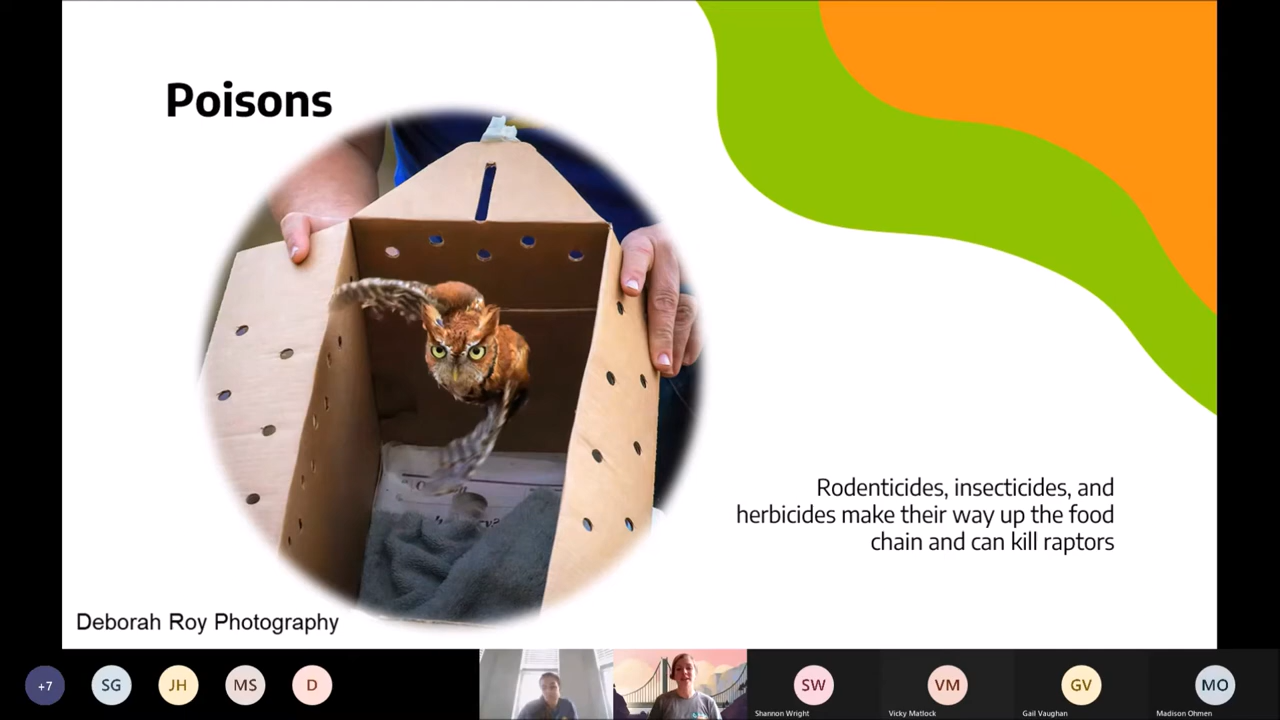 Poisons
Rodenticides, insecticides, and
herbicides make their way up the food
chain and can kill raptors
Deborah Roy Photography
+7
SG
JH
MS
D
SW
VM
GV
MO
Shannon Wright
Vicky Matlock
Gail Vaughan
Madison Ohmen